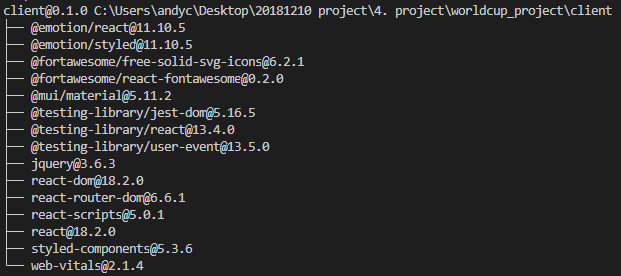 client@0.1.0 C:\Users\andyc\Desktop\20181210 project\4. project\worldcup_project\client
├── @emotion/react@11.10.5
├── @emotion/styled@11.10.5
├── @fortawesome/free-solid-svg-icons@6.2.1
├── @fortawesome/react-fontawesome@0.2.0
├── @mui/material@5.11.2
├── @testing-library/jest-dom@5.16.5
├── @testing-library/react@13.4.0
├── @testing-library/user-event@13.5.0
├── jquery@3.6.3
├── react-dom@18.2.0
├── react-router-dom@6.6.1
├── react-scripts@5.0.1
├── react@18.2.0
├── styled-components@5.3.6
└── web-vitals@2.1.4